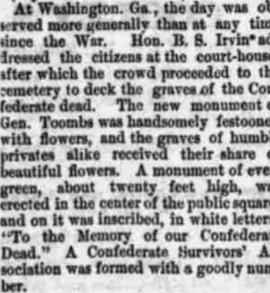 At Washington. Ga., the day was ob
served more generally than at any tim
since the War. Hon. B. S. Irvin ad
dressed the citizens at the court-hous
after which the crowd proceeded to th
cemetery to deck the graves of the Con
federate dead. The new monument
Gen. Toombs was handsomely festoone
with flowers, and the graves of humb
privates alike received their share
beautiful flowers. A monument of eve
green, about twenty feet high, w
erected in the center of the public squar
and on it was inscribed, in white letter
"To the Memory of our Confedera
Dead." A Confederate Survivors' A
sociation was formed with a goodly num
ber.